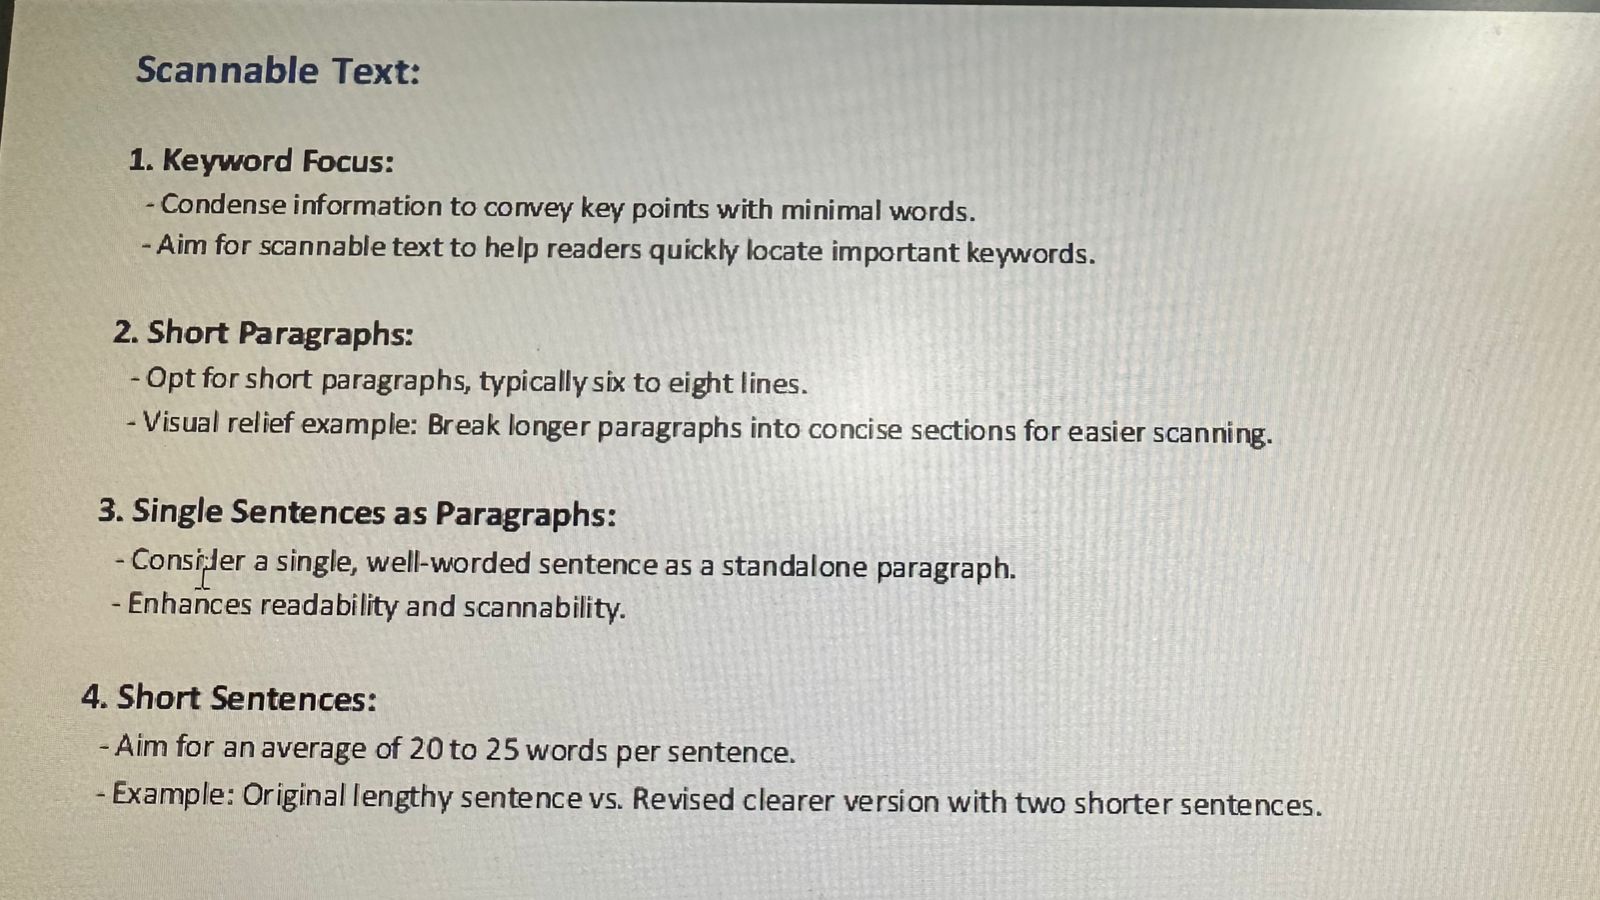 Scannable Text:
1. Keyword Focus:
- Condense information to convey key points with minimal words.
- Aim for scannable text to help readers quickly locate important keywords.
2. Short Paragraphs:
- Opt for short paragraphs, typically six to eight lines.
- Visual relief example: Break longer paragraphs into concise sections for easier scanning.
3. Single Sentences as Paragraphs:
- Consider a single, well-worded sentence as a standalone paragraph.
- Enhances readability and scannability.
4. Short Sentences:
- Aim for an average of 20 to 25 words per sentence.
- Example: Original lengthy sentence vs. Revised clearer version with two shorter sentences.